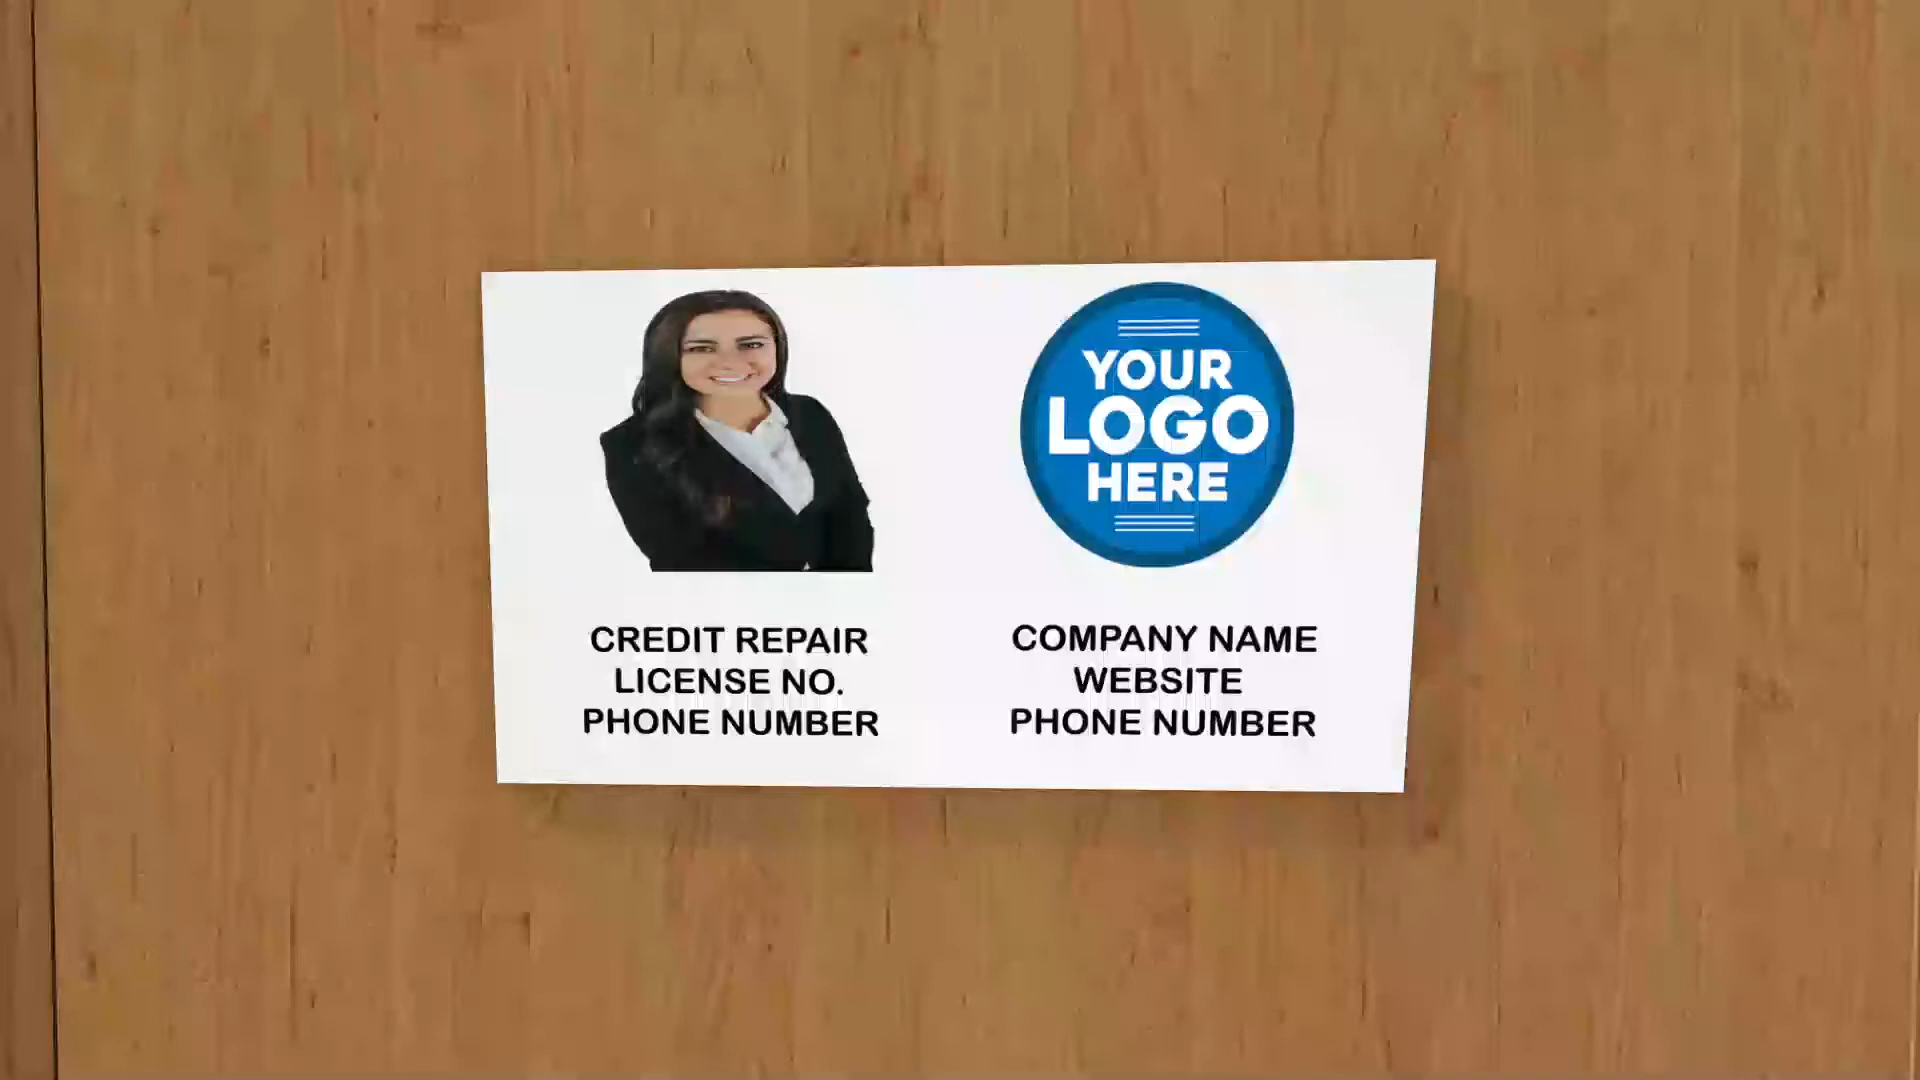 YOUR
LOGO
HERE
CREDIT REPAIR
LICENSE NO.
PHONE NUMBER
COMPANY NAME
WEBSITE
PHONE NUMBER